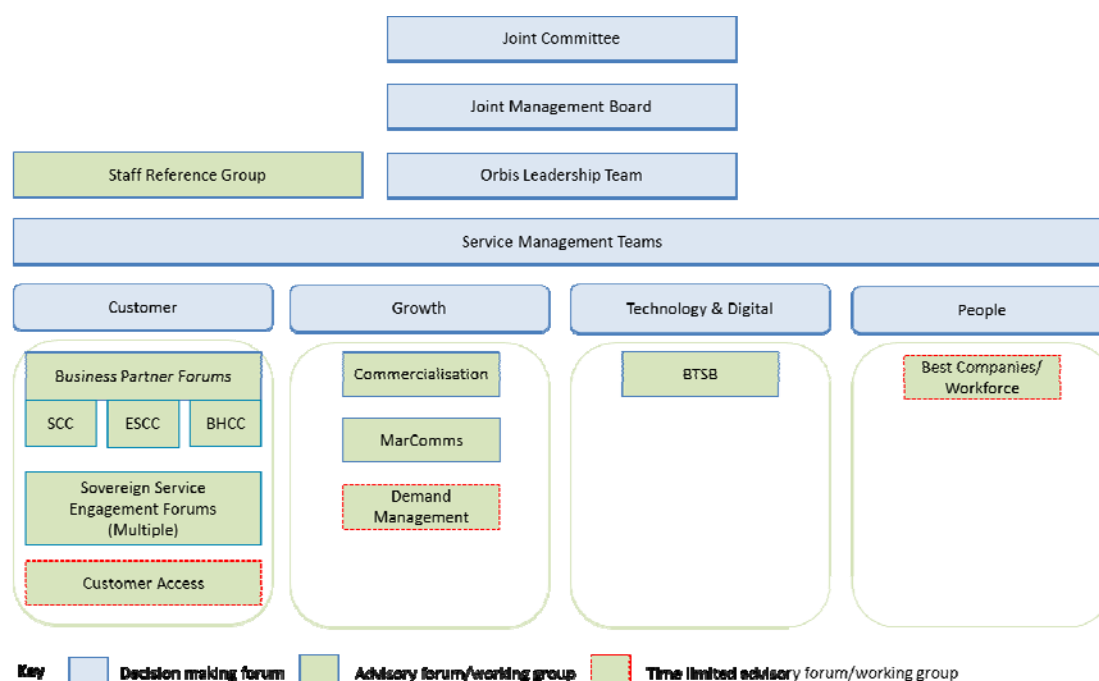 Joint Committee
Joint Management Board
Staff Reference Group
Orbis Leadership Team
Service Management Teams
Customer
Growth
Technology & Digital
People
Business Partner Forums
SCC
ESCC
BHCC
Sovereign Service
Engagement Forums
(Multiple)
Customer Access
Commercialisation
MarComms
Demand
Management
BTSB
Best Companies/
Workforce
Key
Decision making forum
Advisory forum/working group
Time limited advisory forum/working group